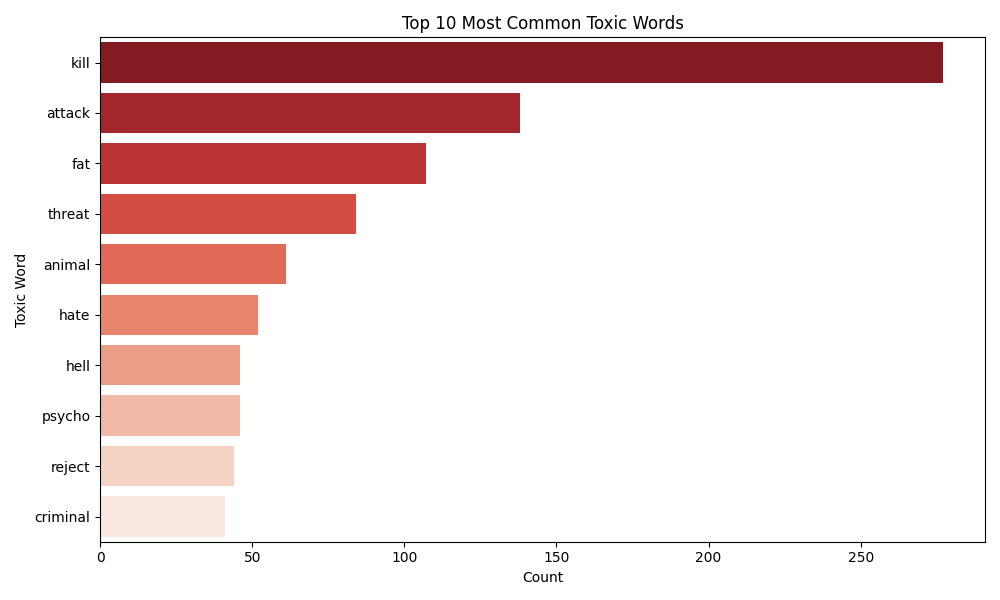 Top 10 Most Common Toxic Words
kill
attack
fat
threat
animal
hate
hell
psycho
reject
criminal
Toxic Word
0 50 100 150 200 250
Count